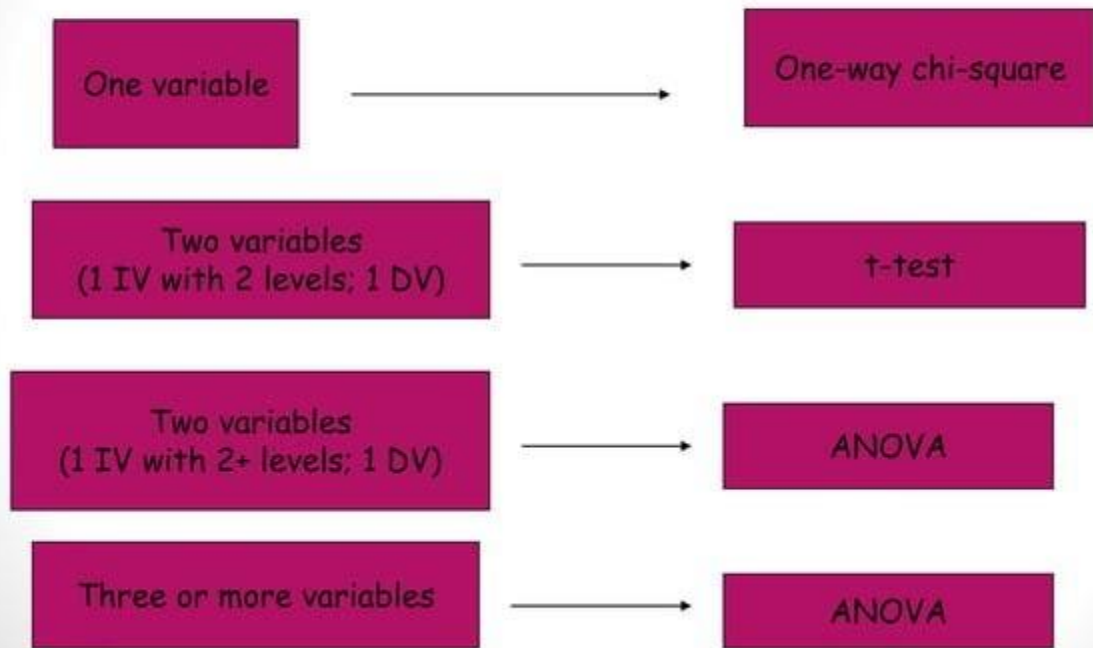 One variable
One-way chi-square
Two variables
(1 IV with 2 levels; 1 DV)
t-test
Two variables
(1 IV with 2+ levels; 1 DV)
ANOVA
Three or more variables
ANOVA